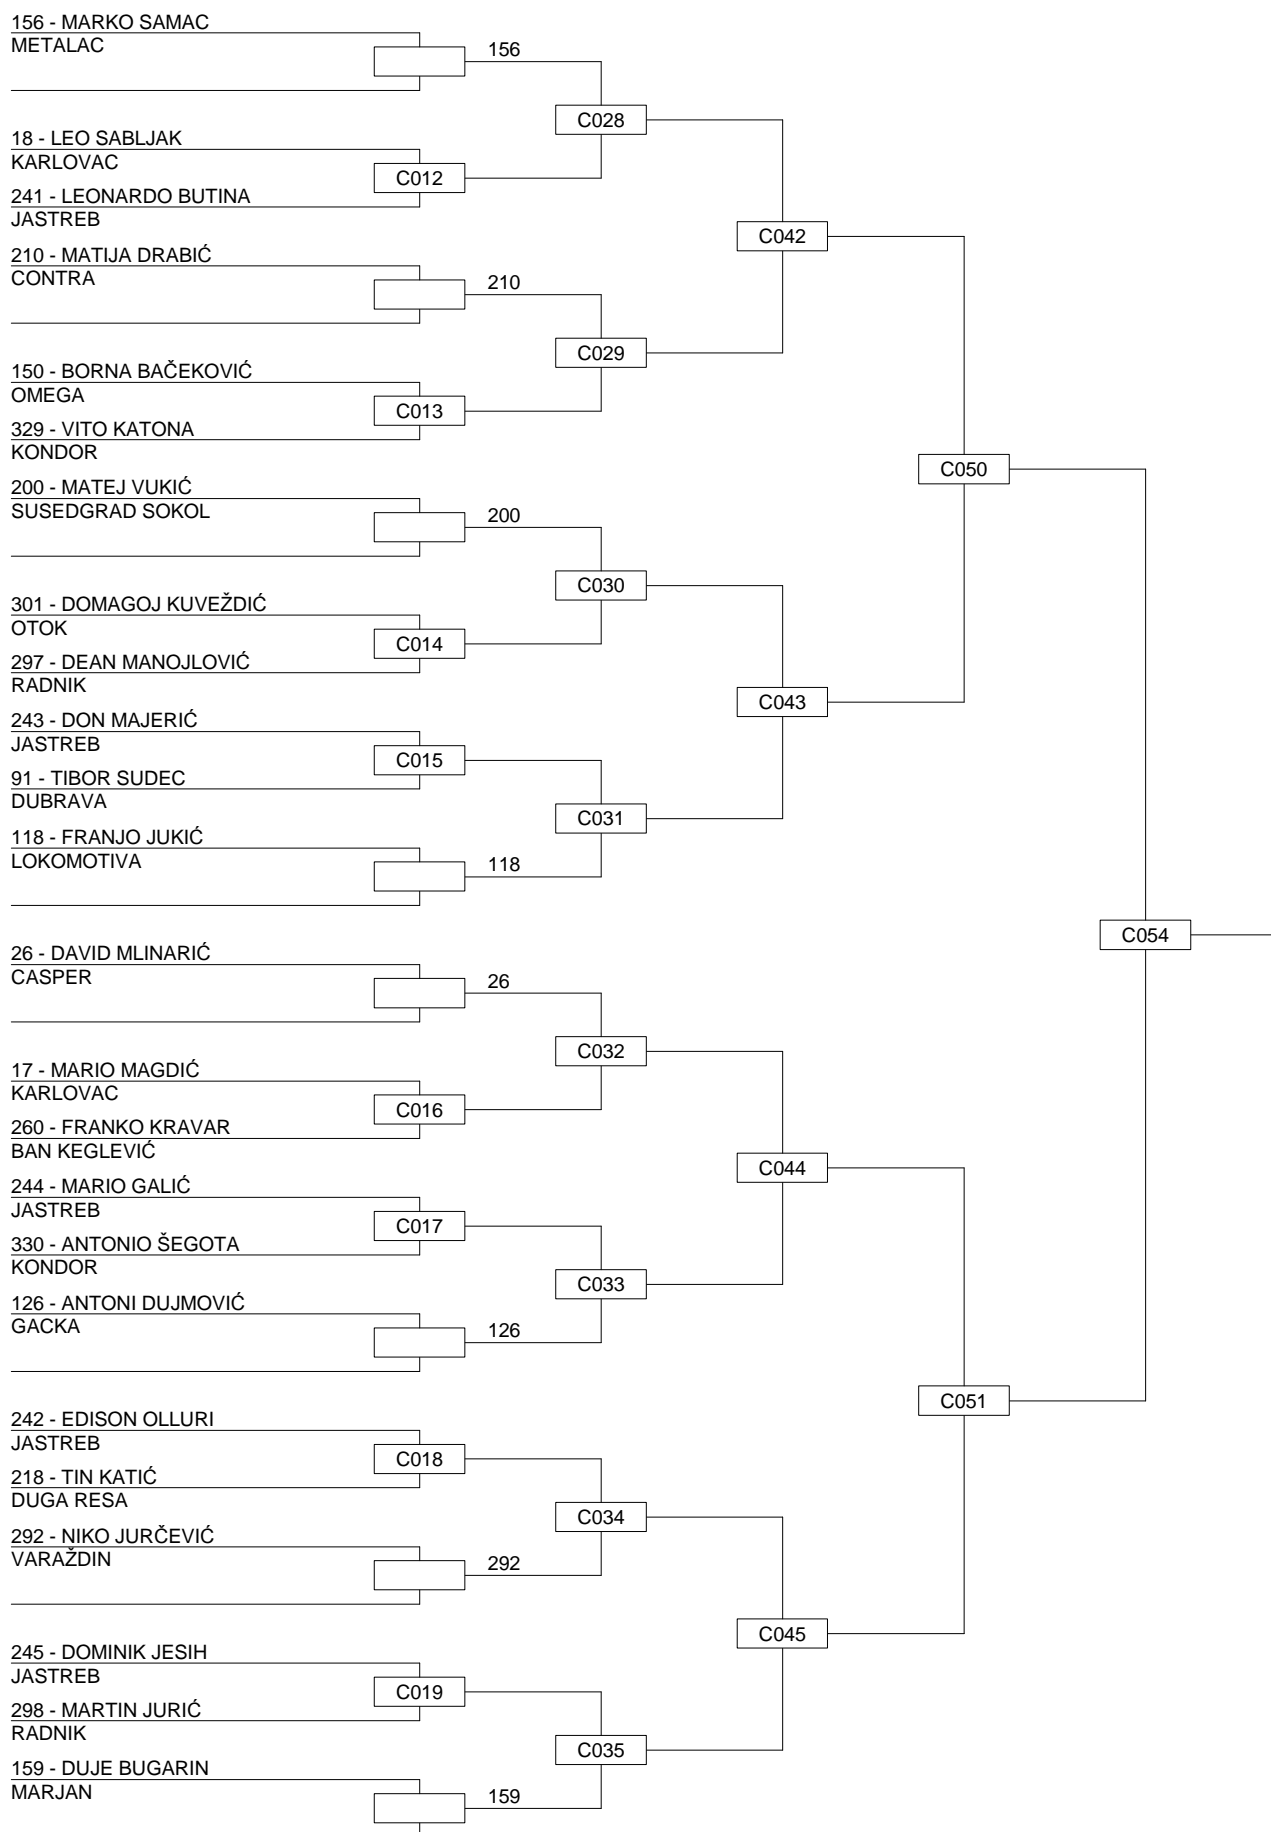 156 - MARKO SAMAC
METALAC
156
C028
18 - LEO SABLJAK
KARLOVAC
C012
241 - LEONARDO BUTINA
JASTREB
C042
210 - MATIJA DRABIĆ
CONTRA
210
C029
150 - BORNA BAČEKOVIĆ
OMEGA
C013
329 - VITO KATONA
KONDOR
C050
200 - MATEJ VUKIĆ
SUSEDGRAD SOKOL
200
C030
301 - DOMAGOJ KUVEŽDIĆ
OTOK
C014
297 - DEAN MANOJLOVIĆ
RADNIK
C043
243 - DON MAJERIĆ
JASTREB
C015
91 - TIBOR SUDEC
DUBRAVA
C031
118 - FRANJO JUKIĆ
LOKOMOTIVA
118
C054
26 - DAVID MLINARIĆ
CASPER
26
C032
17 - MARIO MAGDIĆ
KARLOVAC
C016
260 - FRANKO KRAVAR
BAN KEGLEVIĆ
C044
244 - MARIO GALIĆ
JASTREB
C017
330 - ANTONIO ŠEGOTA
KONDOR
C033
126 - ANTONI DUJMOVIĆ
GACKA
126
C051
242 - EDISON OLLURI
JASTREB
C018
218 - TIN KATIĆ
DUGA RESA
C034
292 - NIKO JURČEVIĆ
VARAŽDIN
292
C045
245 - DOMINIK JESIH
JASTREB
C019
298 - MARTIN JURIĆ
RADNIK
C035
159 - DUJE BUGARIN
MARJAN
159